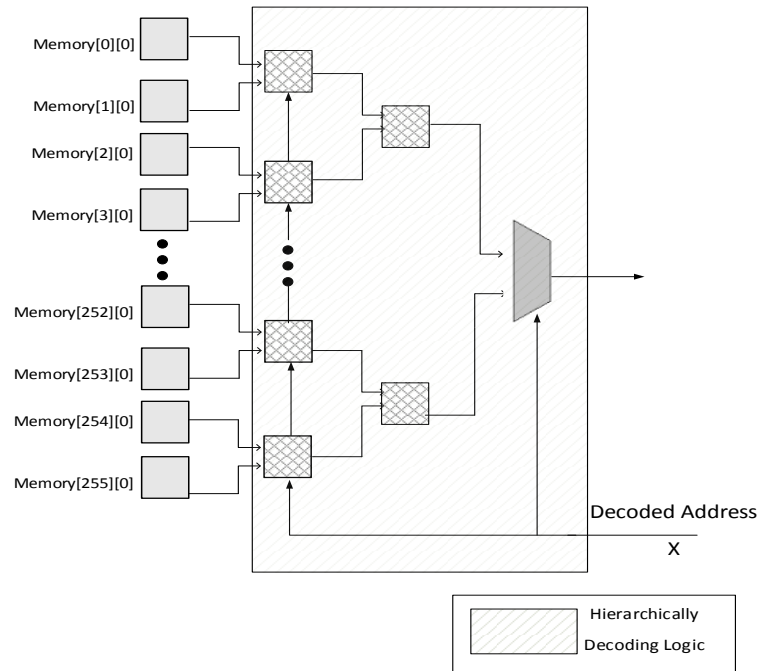 Memory[0][0]
Memory[1][0]
Memory[2][0]
Memory[3][0]
Memory[252][0]
Memory[253][0]
Memory[254][0]
Memory[255][0]
Decoded Address
X
Hierarchically
Decoding Logic